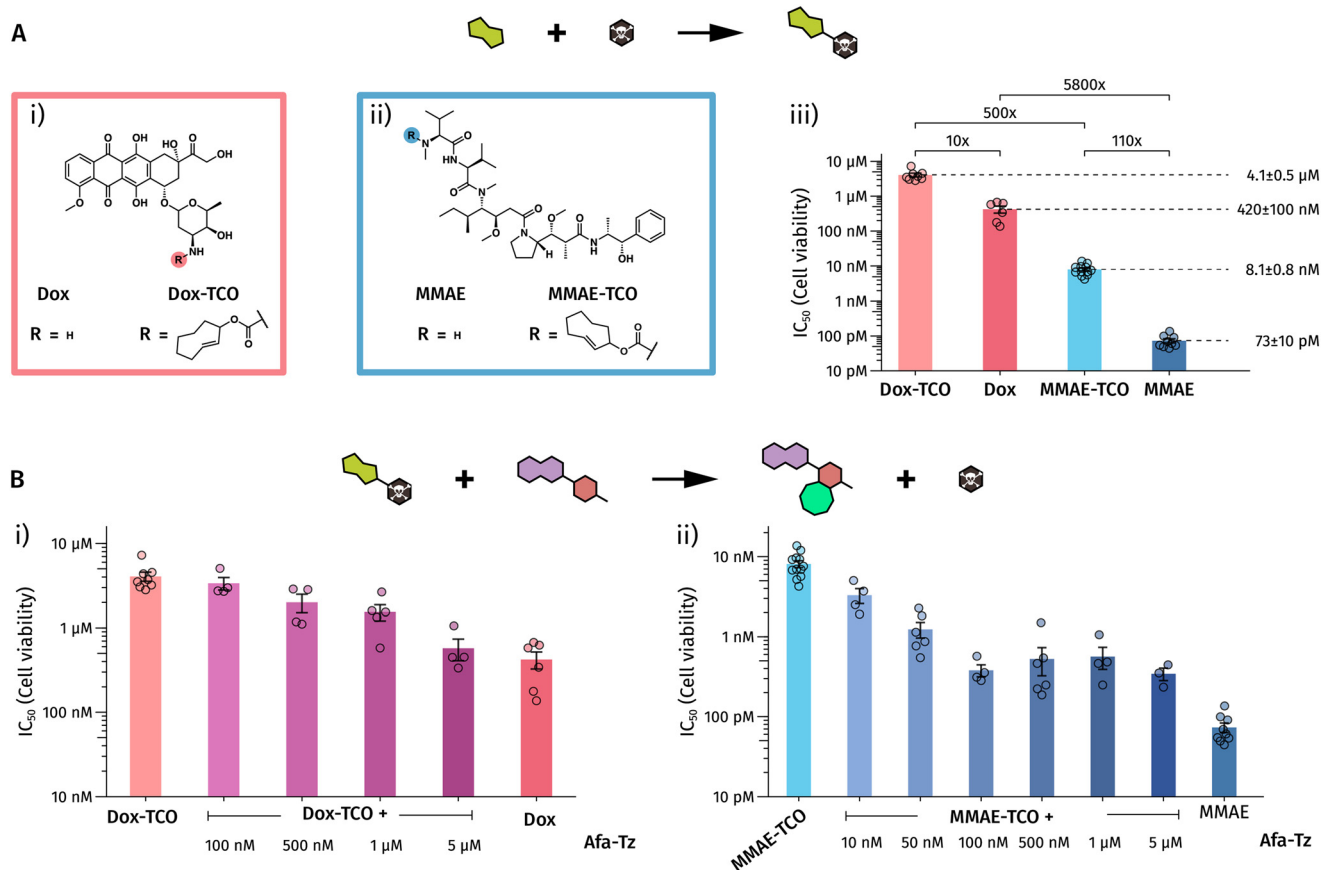 A
+
i)
O
OH
O
HO
OH
O
O
OH
O
O
O
OH
R
NH
Dox
Dox-TCO
R = H
R =
O
O
ii)
R
N
O
HN
O
N
O
O
N
O
H
O
N
H
OH
MMAE
MMAE-TCO
R = H
R =
O
O
iii)
5800x
500x
10x
110x
IC50 (Cell viability)
10 µM
1 µM
100 nM
10 nM
1 nM
100 pM
10 pM
4.1±0.5 µM
420±100 nM
8.1±0.8 nM
73±10 pM
Dox-TCO
Dox
MMAE-TCO
MMAE
B
+
+
i)
IC50 (Cell viability)
10 µM
1 µM
100 nM
10 nM
Dox-TCO
Dox-TCO +
Dox
100 nM
500 nM
1 µM
5 µM
Afa-Tz
ii)
IC50 (Cell viability)
10 nM
1 nM
100 pM
10 pM
MMAE-TCO
MMAE-TCO +
MMAE
10 nM
50 nM
100 nM
500 nM
1 µM
5 µM
Afa-Tz